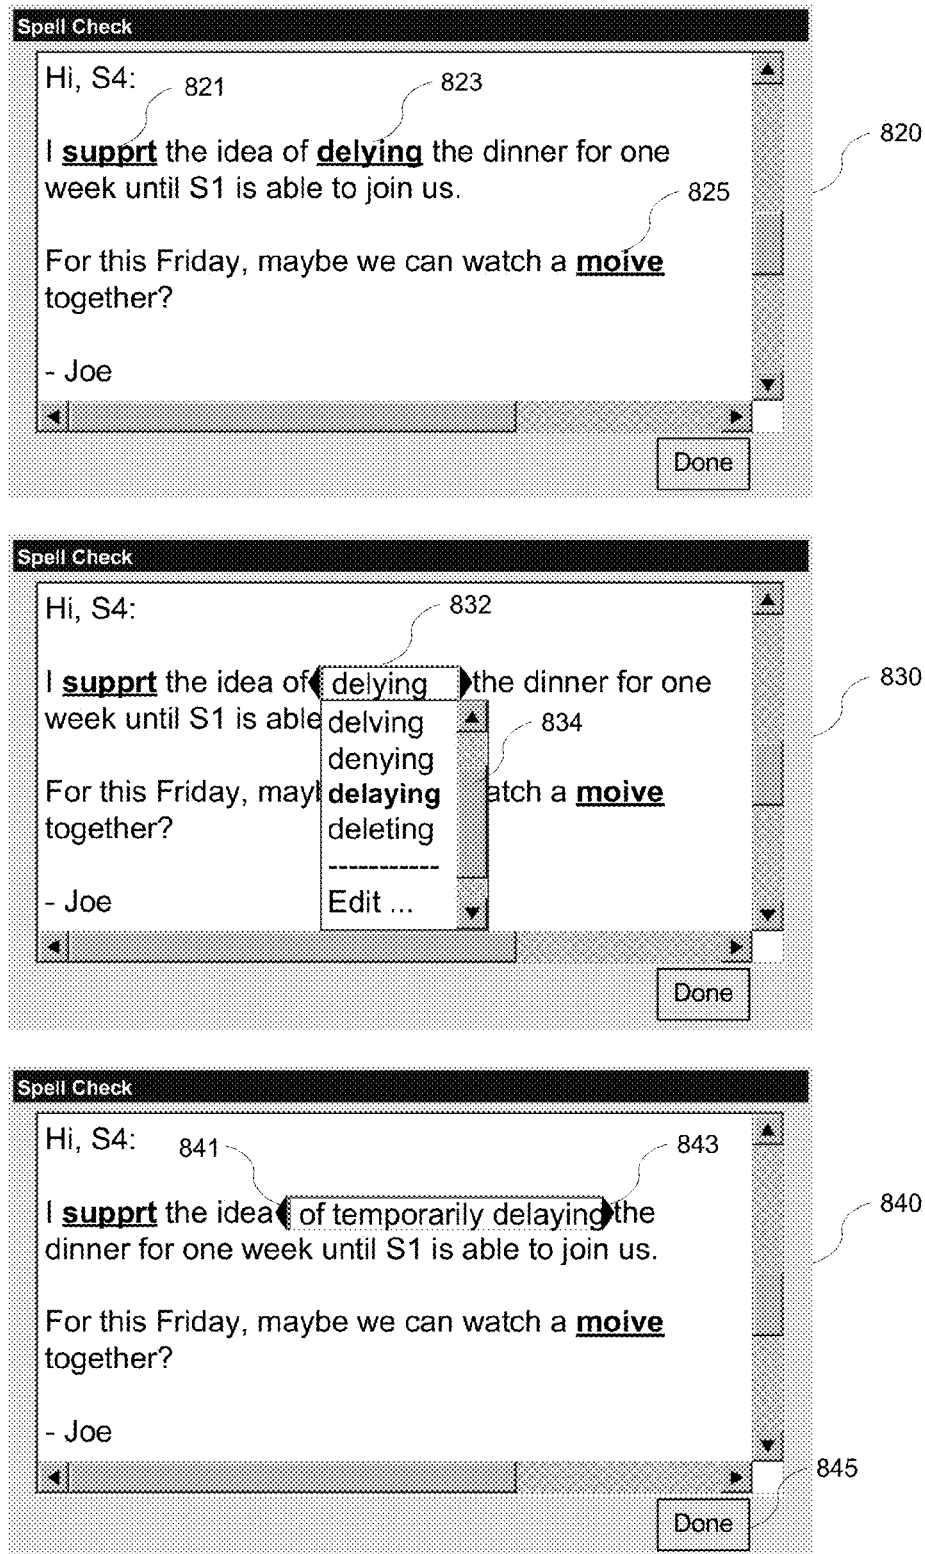 Spell Check
Hi, S4:
821
823
I supprt the idea of delying the dinner for one
820
week until S1 is able to join us.
825
For this Friday, maybe we can watch a moive
together?
- Joe
Done
Spell Check
Hi, S4:
832
I supprt the idea of delying the dinner for one
830
week until S1 is able
delving
834
denying
For this Friday, mayl
delaying
atch a moive
together?
deleting
-----------
- Joe
Edit ...
Done
Spell Check
Hi, S4:
841
843
I supprt the idea of temporarily delaying the
840
dinner for one week until S1 is able to join us.
For this Friday, maybe we can watch a moive
together?
- Joe
845
Done